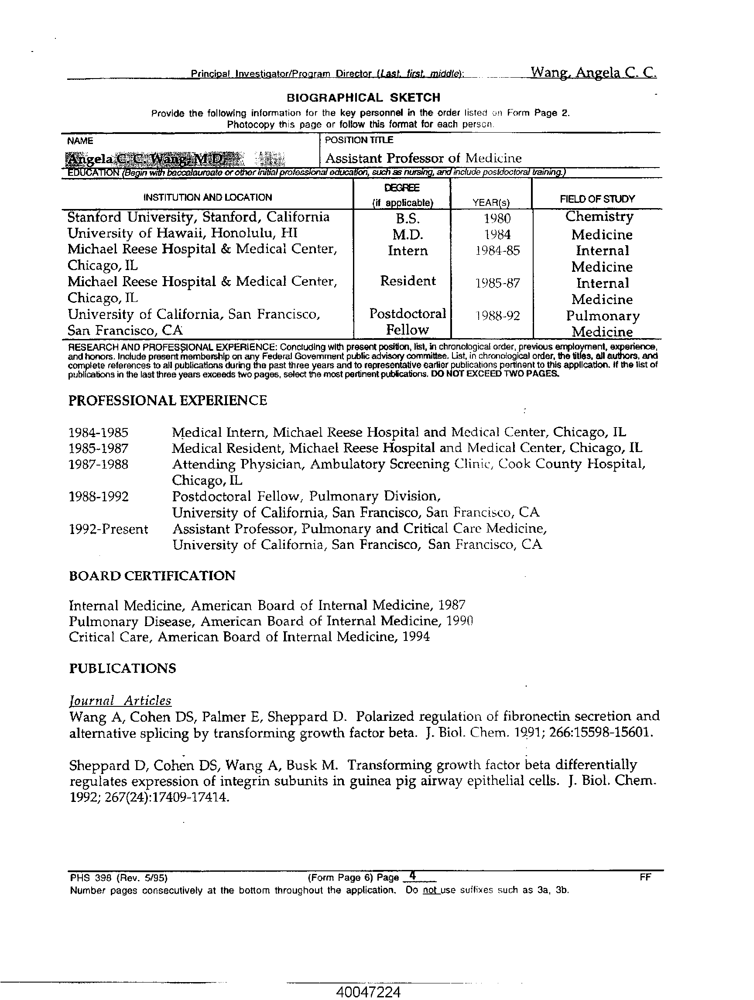 Principal Investigator/Program Director (Last, first, middle): Wang, Angela C. C.
BIOGRAPHICAL SKETCH
Provide the following information for the key personnel in the order listed on Form Page 2.
Photocopy this page or follow this format for each person.
NAME
POSITION TITLE
Angela C. C. Wang, M.D.
Assistant Professor of Medicine
EDUCATION (Begin with baccalaureate or other initial professional education, such as nursing, and include postdoctoral training.)
INSTITUTION AND LOCATION
DEGREE
(if applicable)
YEAR(s)
FIELD OF STUDY
Stanford University, Stanford, California B.S. 1980 Chemistry
University of Hawaii, Honolulu, HI M.D. 1984 Medicine
Michael Reese Hospital & Medical Center, Intern 1984-85 Internal
Chicago, IL Medicine
Michael Reese Hospital & Medical Center, Resident 1985-87 Internal
Chicago, IL Medicine
University of California, San Francisco, Postdoctoral 1988-92 Pulmonary
San Francisco, CA Fellow Medicine
RESEARCH AND PROFESSIONAL EXPERIENCE: Concluding with present position, list, in chronological order, previous employment, experience,
and honors. Include present membership on any Federal Government public advisory committee. List, in chronological order, the titles, all authors, and
complete references to all publications during the past three years and to representative earlier publications pertinent to this application. If the list of
publications in the last three years exceeds two pages, select the most pertinent publications. DO NOT EXCEED TWO PAGES.
PROFESSIONAL EXPERIENCE
1984-1985 Medical Intern, Michael Reese Hospital and Medical Center, Chicago, IL
1985-1987 Medical Resident, Michael Reese Hospital and Medical Center, Chicago, IL
1987-1988 Attending Physician, Ambulatory Screening Clinic, Cook County Hospital,
Chicago, IL
1988-1992 Postdoctoral Fellow, Pulmonary Division,
University of California, San Francisco, San Francisco, CA
1992-Present Assistant Professor, Pulmonary and Critical Care Medicine,
University of California, San Francisco, San Francisco, CA
BOARD CERTIFICATION
Internal Medicine, American Board of Internal Medicine, 1987
Pulmonary Disease, American Board of Internal Medicine, 1990
Critical Care, American Board of Internal Medicine, 1994
PUBLICATIONS
Journal Articles
Wang A, Cohen DS, Palmer E, Sheppard D. Polarized regulation of fibronectin secretion and
alternative splicing by transforming growth factor beta. J. Biol. Chem. 1991; 266:15598-15601.
Sheppard D, Cohen DS, Wang A, Busk M. Transforming growth factor beta differentially
regulates expression of integrin subunits in guinea pig airway epithelial cells. J. Biol. Chem.
1992; 267(24):17409-17414.
PHS 398 (Rev. 5/95) (Form Page 6) Page 4 FF
Number pages consecutively at the bottom throughout the application. Do not use suffixes such as 3a, 3b.
40047224